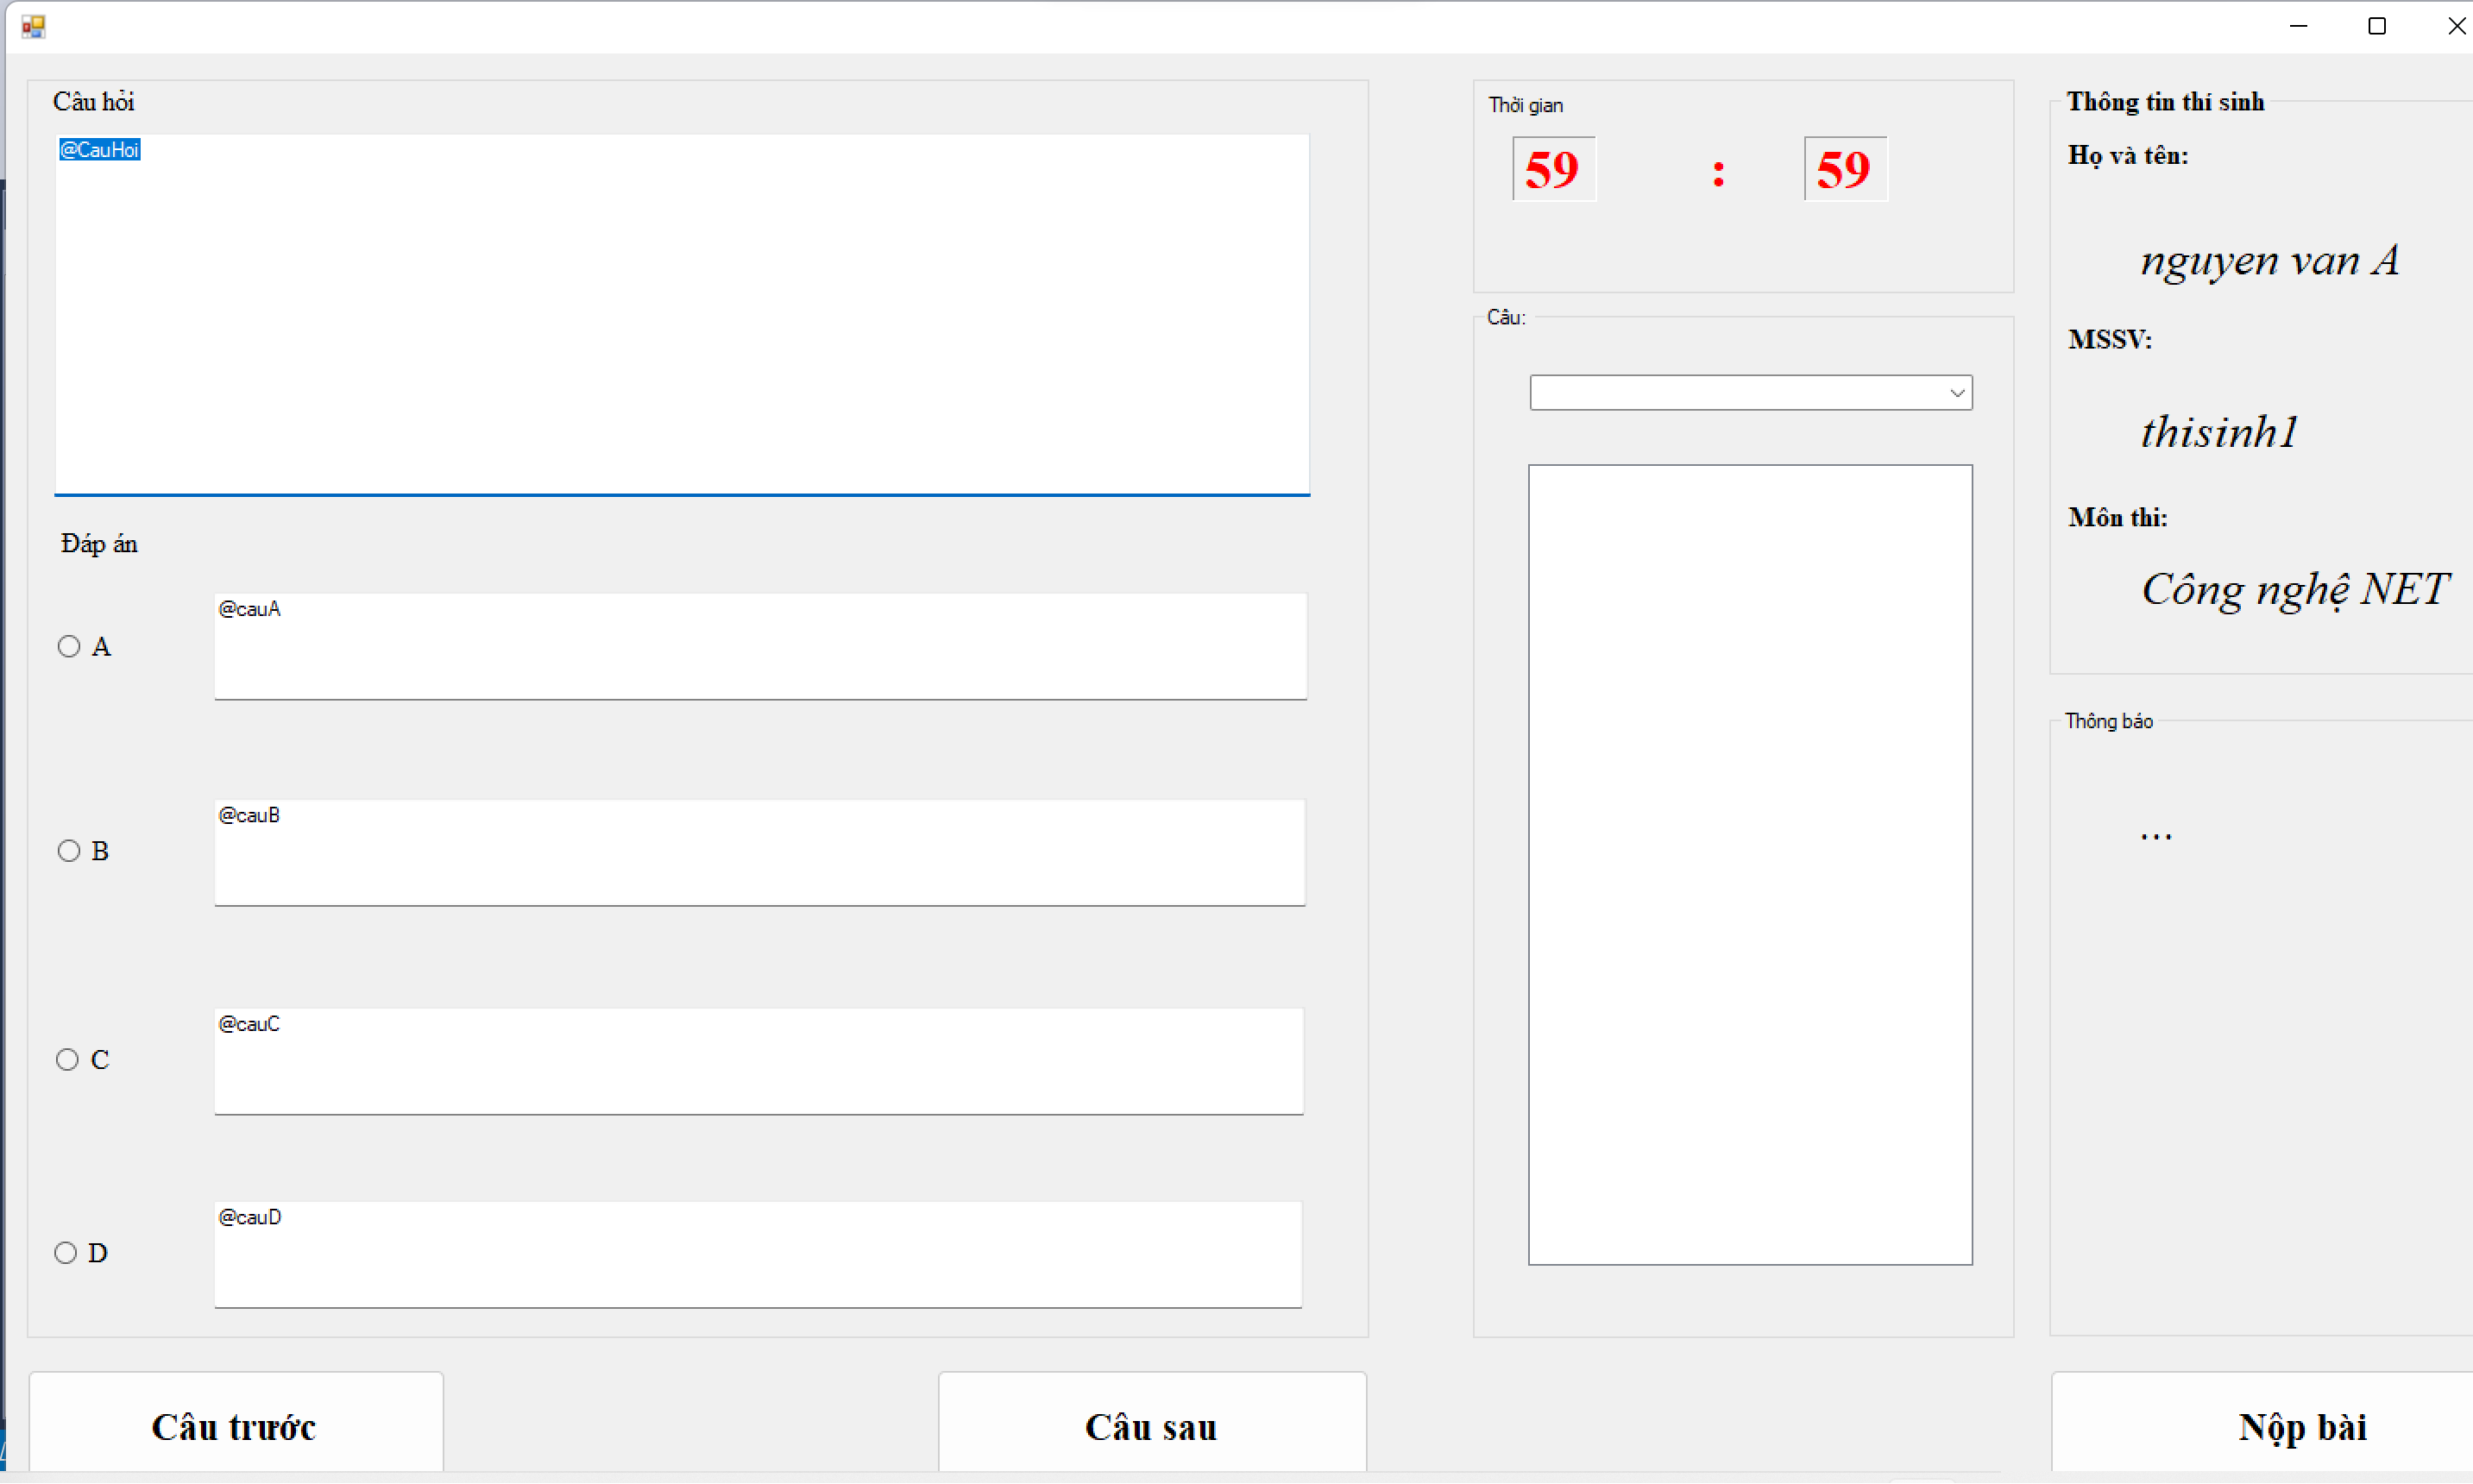 Câu hỏi
@CauHoi
Đáp án
A
@cauA
B
@cauB
C
@cauC
D
@cauD
Câu trước
Câu sau
Thời gian
59 : 59
Câu:
Thông tin thí sinh
Họ và tên:
nguyen van A
MSSV:
thisinh1
Môn thi:
Công nghệ NET
Thông báo
...
Nộp bài